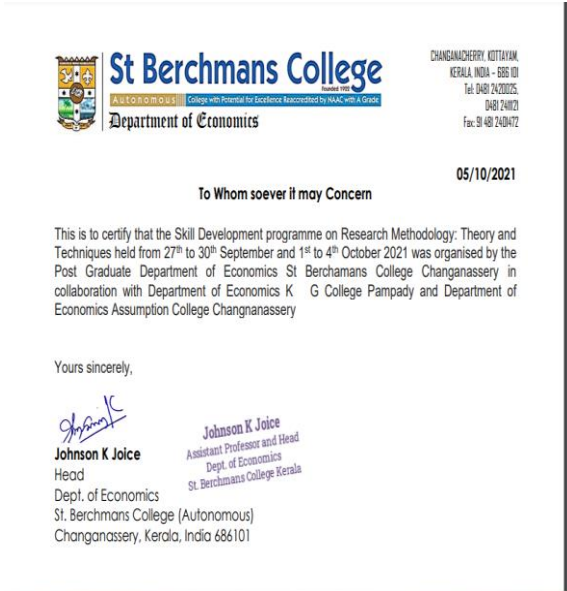 St Berchmans College
Founded 1922
Autonomous College with Potential for Excellence Reaccredited by NAAC with A Grade
Department of Economics
CHANGANACHERRY, KOTTAYAM,
KERALA, INDIA - 686 101
Tel: 0481 2420025,
0481 2411121
Fax: 91 481 2401472
05/10/2021
To Whom soever it may Concern
This is to certify that the Skill Development programme on Research Methodology: Theory and
Techniques held from 27th to 30th September and 1st to 4th October 2021 was organised by the
Post Graduate Department of Economics St Berchamans College Changanassery in
collaboration with Department of Economics K G College Pampady and Department of
Economics Assumption College Changnanassery
Yours sincerely,
Johnson K Joice
Head
Dept. of Economics
St. Berchmans College (Autonomous)
Changanassery, Kerala, India 686101
Johnson K Joice
Assistant Professor and Head
Dept. of Economics
St. Berchmans College Kerala